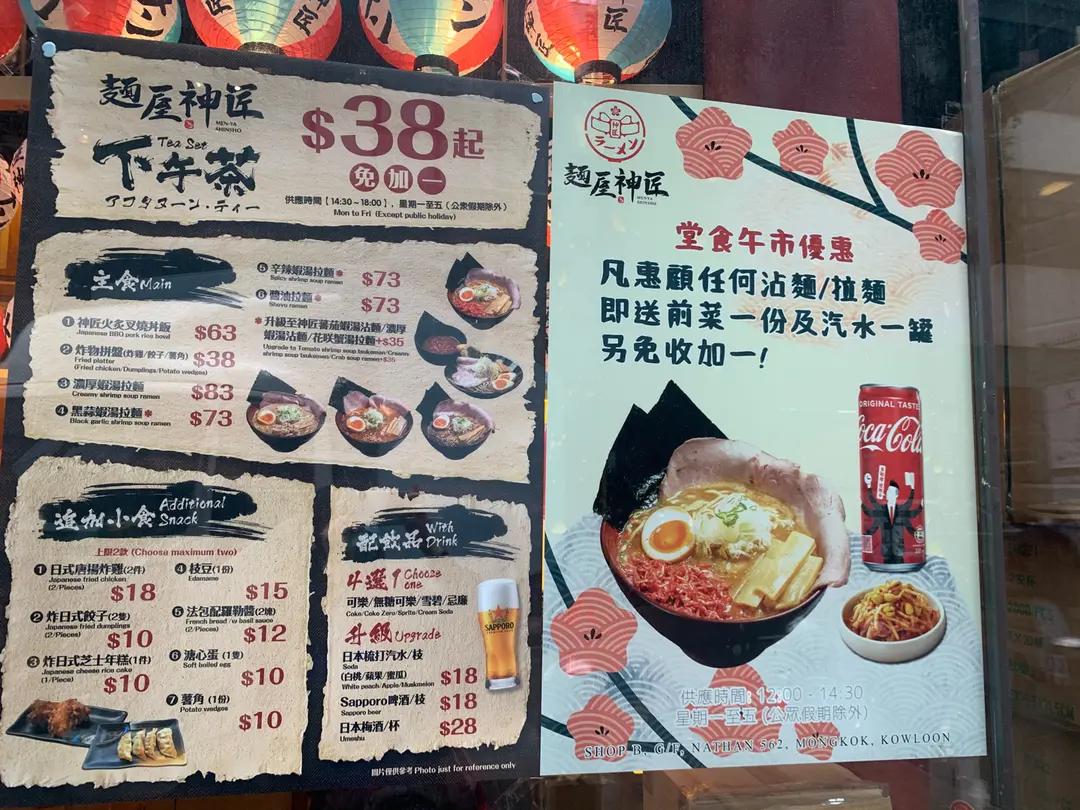 麵屋神匠
MEN-YA
SHINSHO
Tea Set
下午茶
アフタヌーン・ティー
$38起
免加一
供應時間【14:30~18:00】, 星期一至五 (公眾假期除外)
Mon to Fri (Except public holiday)
主食 Main
① 神匠火炙叉燒丼飯 $63
Japanese BBQ pork rice bowl
② 炸物拼盤 (炸雞/餃子/薯角) $38
Fried platter
(Fried chicken/Dumplings/Potato wedges)
③ 濃厚蝦湯拉麵 $83
Creamy shrimp soup ramen
④ 黑蒜蝦湯拉麵* $73
Black garlic shrimp soup ramen
⑤ 辛辣蝦湯拉麵* $73
Spicy shrimp soup ramen
⑥ 醬油拉麵* $73
Shoyu ramen
*升級至神匠蕃茄蝦湯沾麵/濃厚
蝦湯沾麵/花咲蟹湯拉麵+$35
Upgrade to Tomato shrimp soup tsukemen/Creamy
shrimp soup tsukemen/Crab soup ramen+$35
追加小食 Additional
Snack
上限2款 (Choose maximum two)
① 日式唐揚炸雞(2件)
Japanese fried chicken
(2/Pieces)
$18
② 炸日式餃子(2隻)
Japanese fried dumplings
(2/Pieces)
$10
③ 炸日式芝士年糕(1件)
Japanese cheese rice cake
(1/Piece)
$10
④ 枝豆(1份)
Edamame
$15
⑤ 法包配羅勒醬(2塊)
French bread /w basil sauce
(2/Pieces)
$12
⑥ 溏心蛋 (1隻)
Soft boiled egg
$10
⑦ 薯角 (1份)
Potato wedges
$10
配飲品 With
Drink
4選1 Choose
one
可樂/無糖可樂/雪碧/忌廉
Coke/Coke Zero/Sprite/Cream Soda
升級 Upgrade
日本梳打汽水/枝
Soda
(白桃/蘋果/蜜瓜)
White peach/Apple/Muskmelon
$18
Sapporo啤酒/枝 $18
Sapporo beer
日本梅酒/杯 $28
Umeshu
SAPPORO
圖片僅供參考 Photo just for reference only
神匠
ラーメン
麵屋神匠
MENYA
SHINSHO
堂食午市優惠
凡惠顧任何沾麵/拉麵
即送前菜一份及汽水一罐
另免收加一!
ORIGINAL TASTE
Coca-Cola
供應時間: 12:00 - 14:30
星期一至五 (公眾假期除外)
SHOP B, G/F, NATHAN 562, MONGKOK, KOWLOON